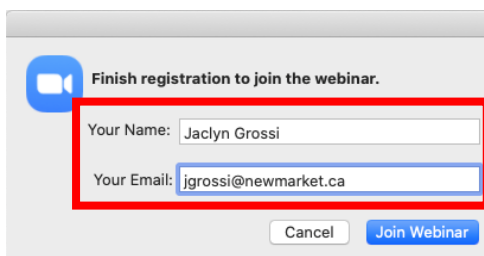 Finish registration to join the webinar.
Your Name: Jaclyn Grossi
Your Email: jgrossi@newmarket.ca
Cancel Join Webinar